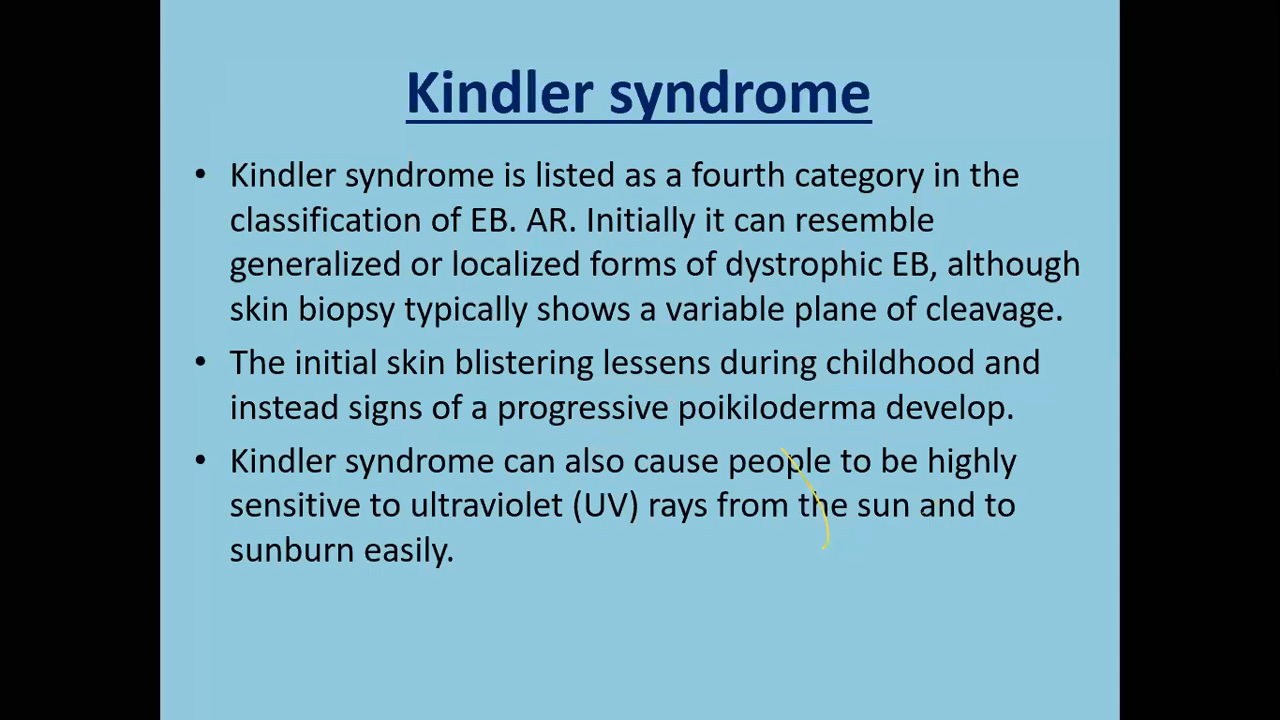 Kindler syndrome
• Kindler syndrome is listed as a fourth category in the
classification of EB. AR. Initially it can resemble
generalized or localized forms of dystrophic EB, although
skin biopsy typically shows a variable plane of cleavage.
• The initial skin blistering lessens during childhood and
instead signs of a progressive poikiloderma develop.
• Kindler syndrome can also cause people to be highly
sensitive to ultraviolet (UV) rays from the sun and to
sunburn easily.